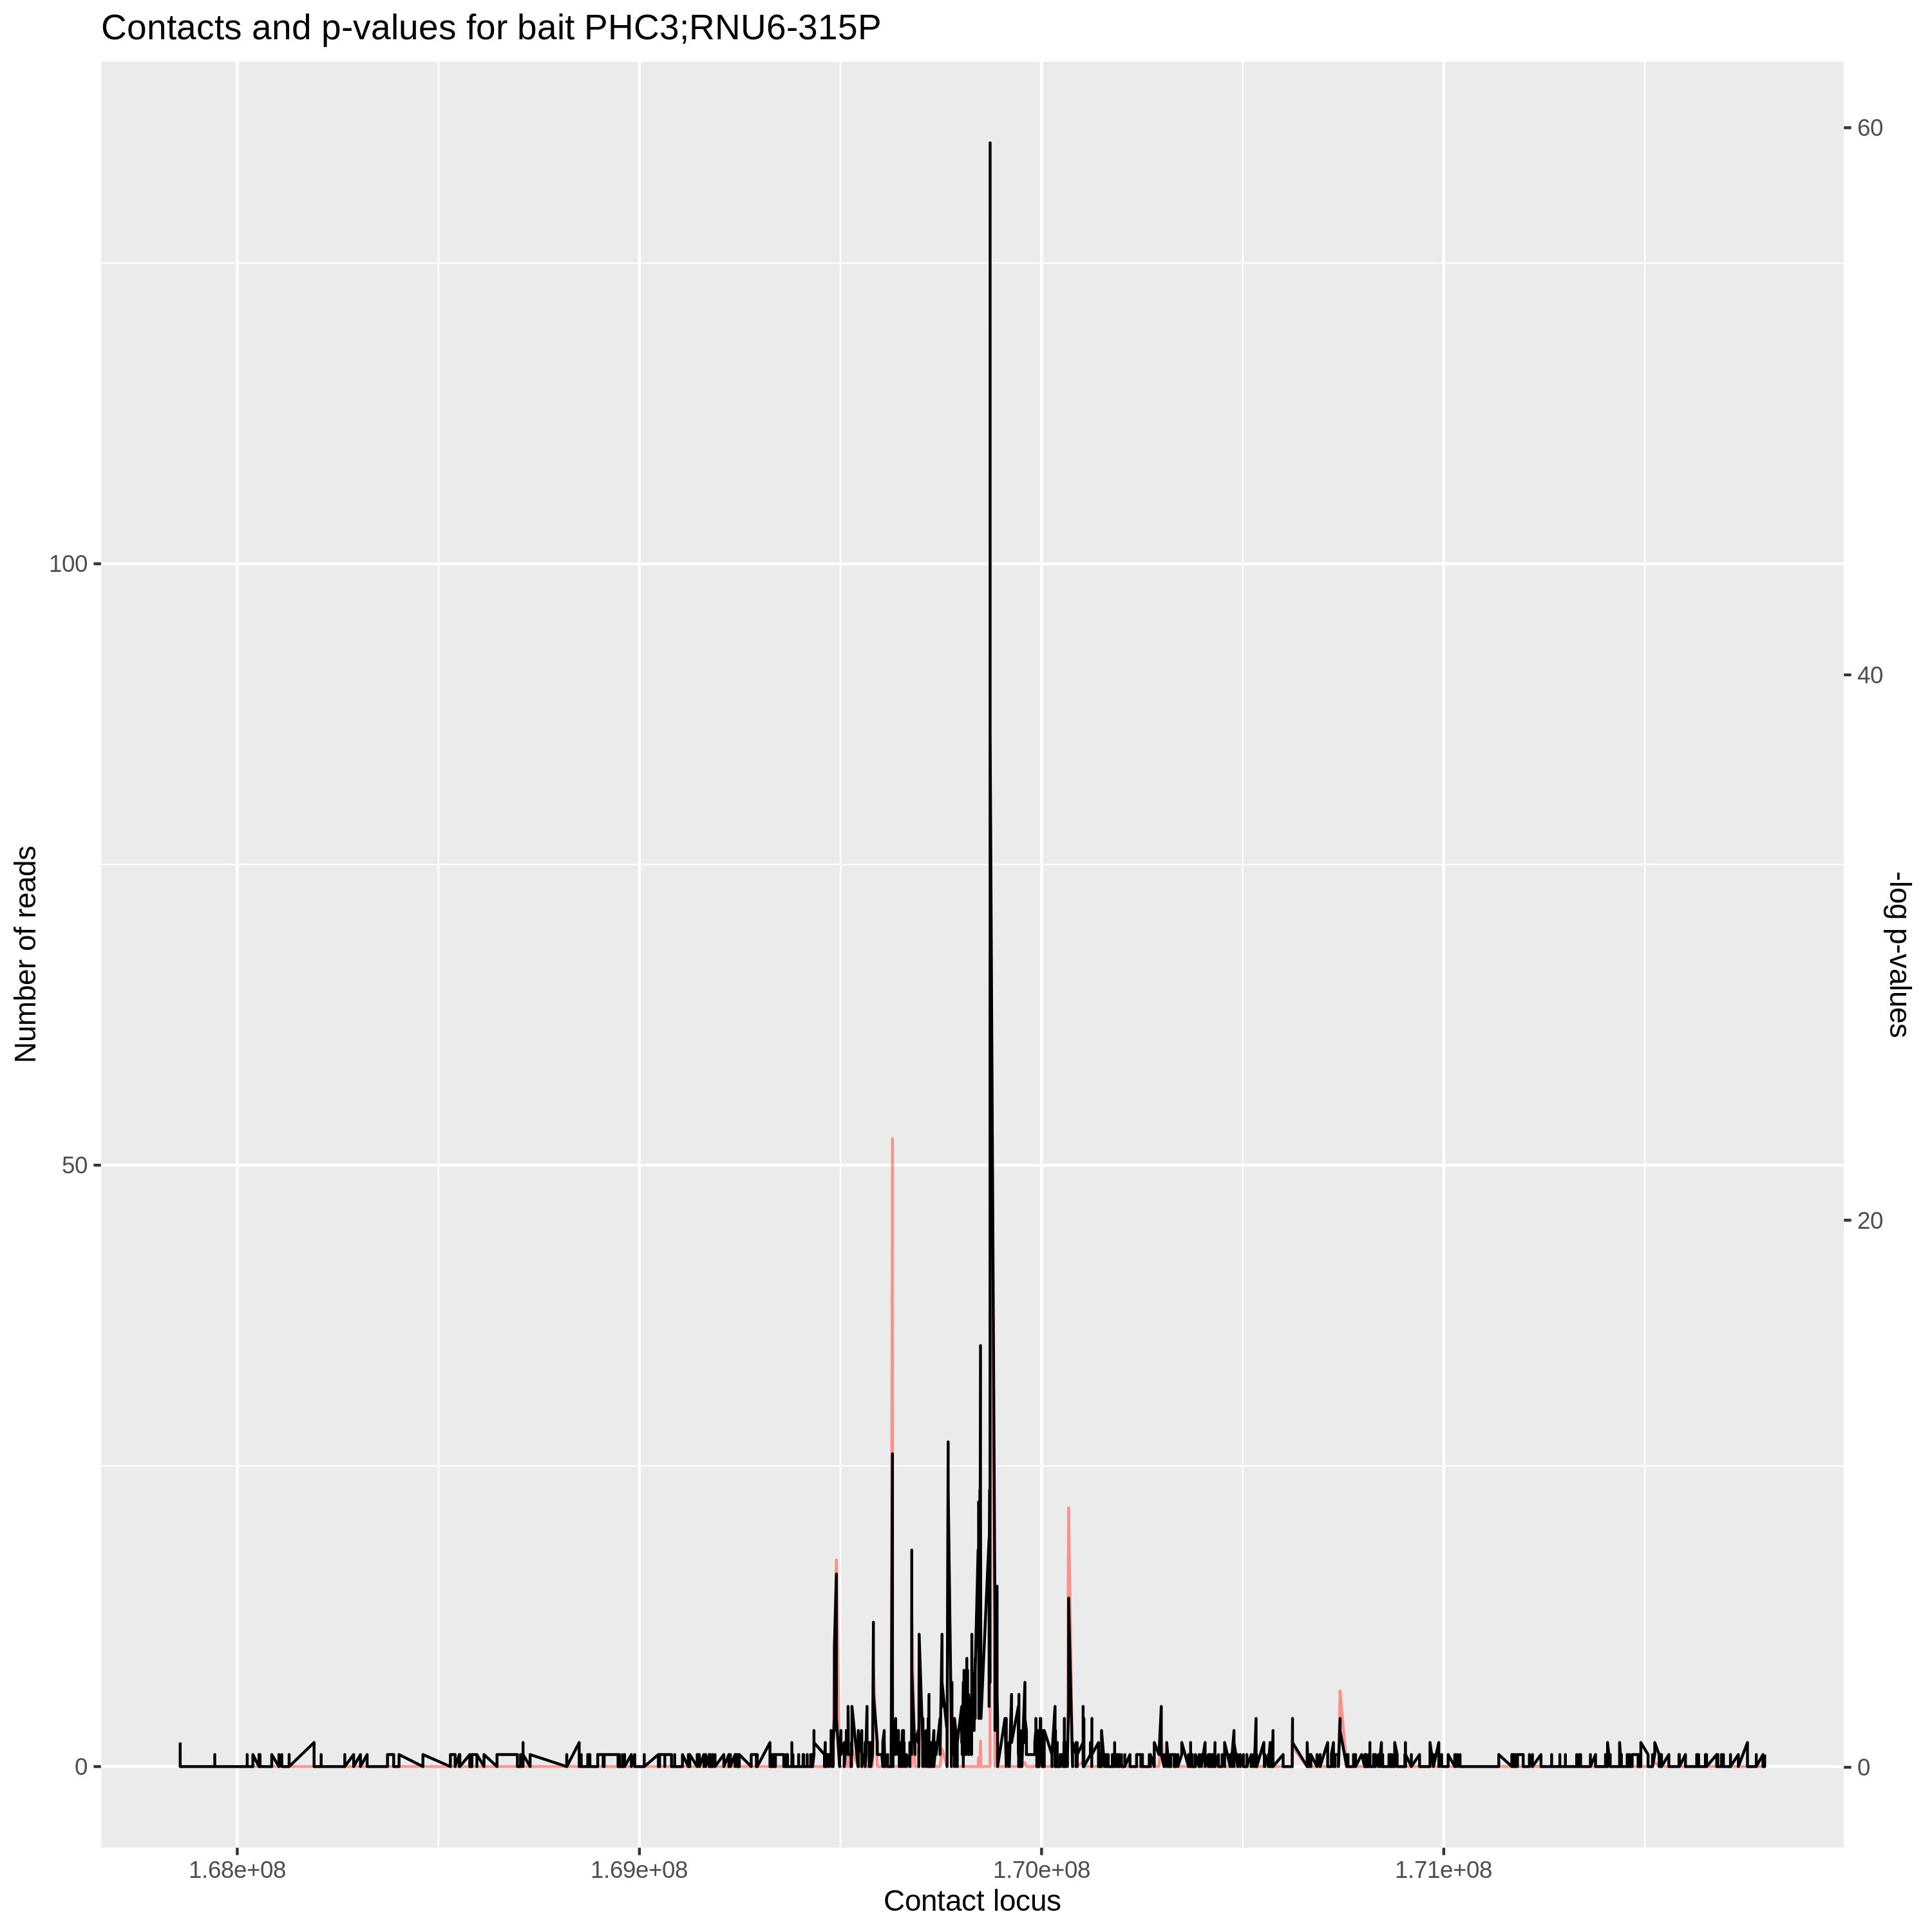 Contacts and p-values for bait PHC3;RNU6-315P
60
100
40
Number of reads
-log p-values
50
20
0
0
1.68e+08
1.69e+08
1.70e+08
1.71e+08
Contact locus